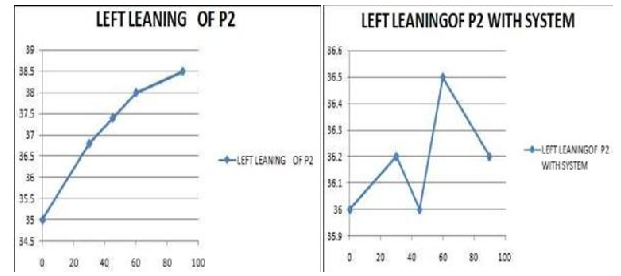 LEFT LEANING OF P2
39
38.5
38
37.5
37
36.5
36
35.5
35
34.5
0 20 40 60 80 100
LEFT LEANING OF P2
LEFT LEANINGOF P2 WITH SYSTEM
36.6
36.5
36.4
36.3
36.2
36.1
36
35.9
0 20 40 60 80 100
LEFT LEANINGOF P2
WITH SYSTEM